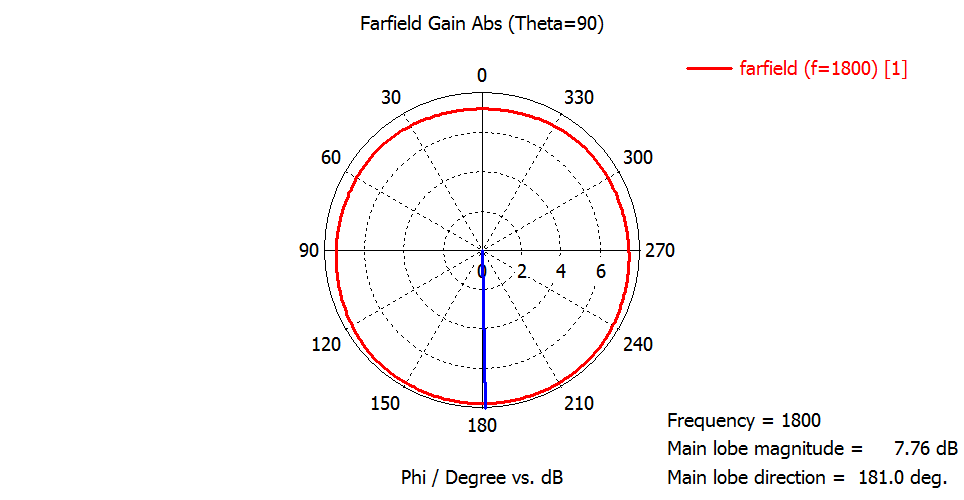 Farfield Gain Abs (Theta=90)
farfield (f=1800) [1]
0
30
330
60
300
90
270
0 2 4 6
120
240
150
210
180
Frequency = 1800
Main lobe magnitude = 7.76 dB
Main lobe direction = 181.0 deg.
Phi / Degree vs. dB